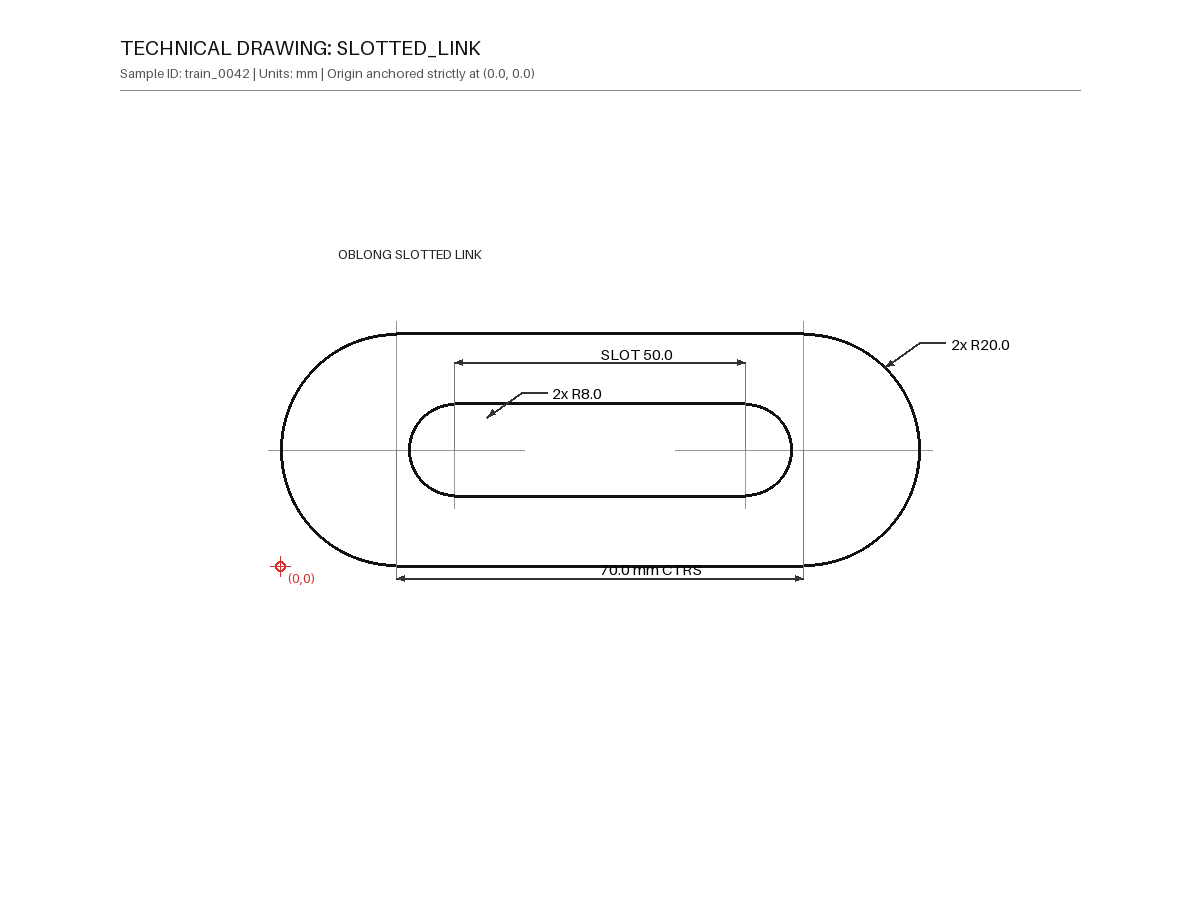 TECHNICAL DRAWING: SLOTTED_LINK
Sample ID: train_0042 | Units: mm | Origin anchored strictly at (0.0, 0.0)
OBLONG SLOTTED LINK
2x R20.0
SLOT 50.0
2x R8.0
70.0 mm CTRS
(0,0)